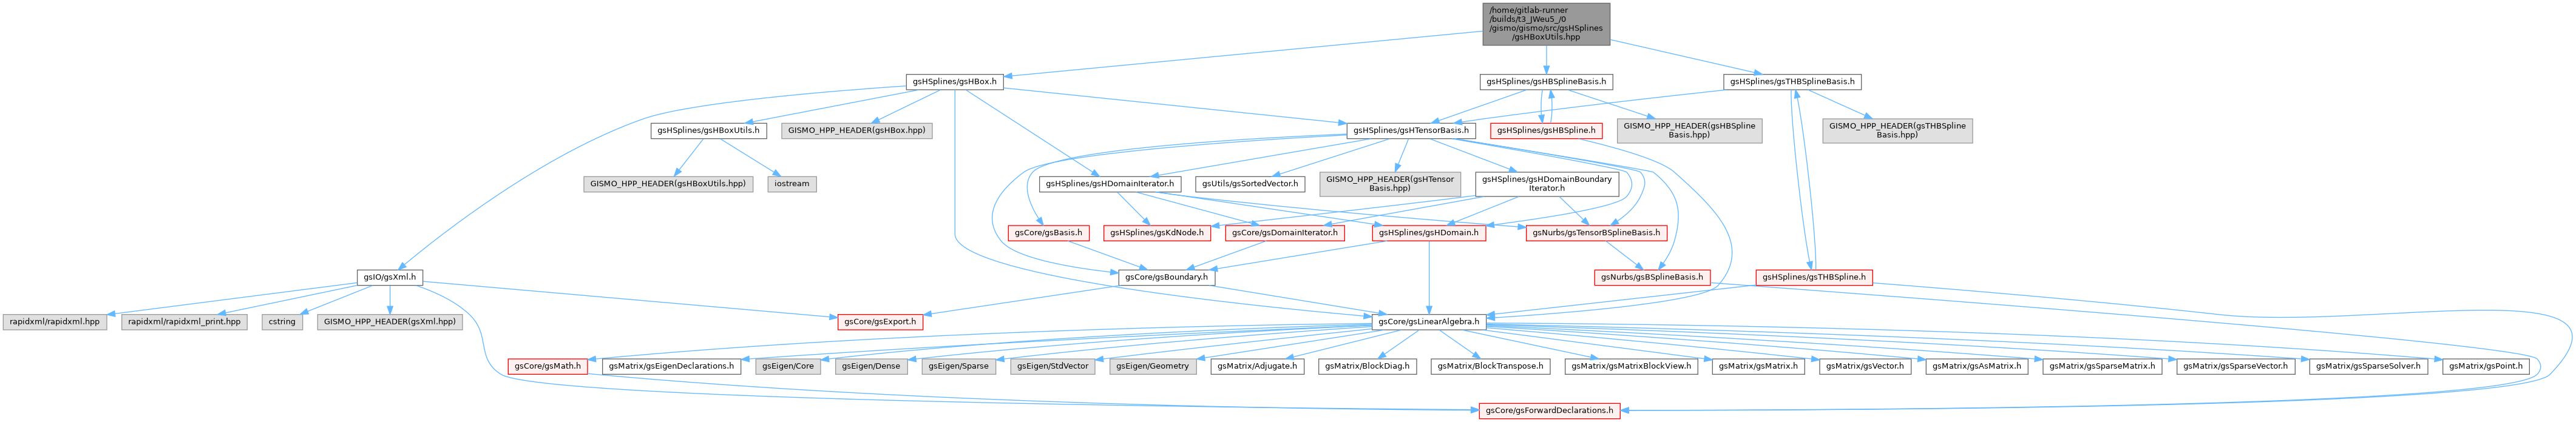 /home/gitlab-runner
/builds/t3_JWeu5_/0
/gismo/gismo/src/gsHSplines
/gsHBoxUtils.hpp
gsHSplines/gsHBox.h
gsHSplines/gsHBSplineBasis.h
gsHSplines/gsTHBSplineBasis.h
gsHSplines/gsHBoxUtils.h
GISMO_HPP_HEADER(gsHBox.hpp)
gsHSplines/gsHTensorBasis.h
gsHSplines/gsHBSpline.h
GISMO_HPP_HEADER(gsHBSpline
Basis.hpp)
GISMO_HPP_HEADER(gsTHBSpline
Basis.hpp)
GISMO_HPP_HEADER(gsHBoxUtils.hpp)
iostream
gsHSplines/gsHDomainIterator.h
gsUtils/gsSortedVector.h
GISMO_HPP_HEADER(gsHTensor
Basis.hpp)
gsHSplines/gsHDomainBoundary
Iterator.h
gsCore/gsBasis.h
gsHSplines/gsKdNode.h
gsCore/gsDomainIterator.h
gsHSplines/gsHDomain.h
gsNurbs/gsTensorBSplineBasis.h
gsIO/gsXml.h
gsCore/gsBoundary.h
gsNurbs/gsBSplineBasis.h
gsHSplines/gsTHBSpline.h
rapidxml/rapidxml.hpp
rapidxml/rapidxml_print.hpp
cstring
GISMO_HPP_HEADER(gsXml.hpp)
gsCore/gsExport.h
gsCore/gsLinearAlgebra.h
gsCore/gsMath.h
gsMatrix/gsEigenDeclarations.h
gsEigen/Core
gsEigen/Dense
gsEigen/Sparse
gsEigen/StdVector
gsEigen/Geometry
gsMatrix/Adjugate.h
gsMatrix/BlockDiag.h
gsMatrix/BlockTranspose.h
gsMatrix/gsMatrixBlockView.h
gsMatrix/gsMatrix.h
gsMatrix/gsVector.h
gsMatrix/gsAsMatrix.h
gsMatrix/gsSparseMatrix.h
gsMatrix/gsSparseVector.h
gsMatrix/gsSparseSolver.h
gsMatrix/gsPoint.h
gsCore/gsForwardDeclarations.h